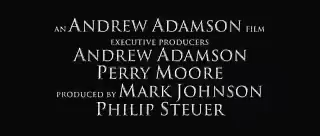 AN ANDREW ADAMSON FILM
EXECUTIVE PRODUCERS
ANDREW ADAMSON
PERRY MOORE
PRODUCED BY MARK JOHNSON
PHILIP STEUER